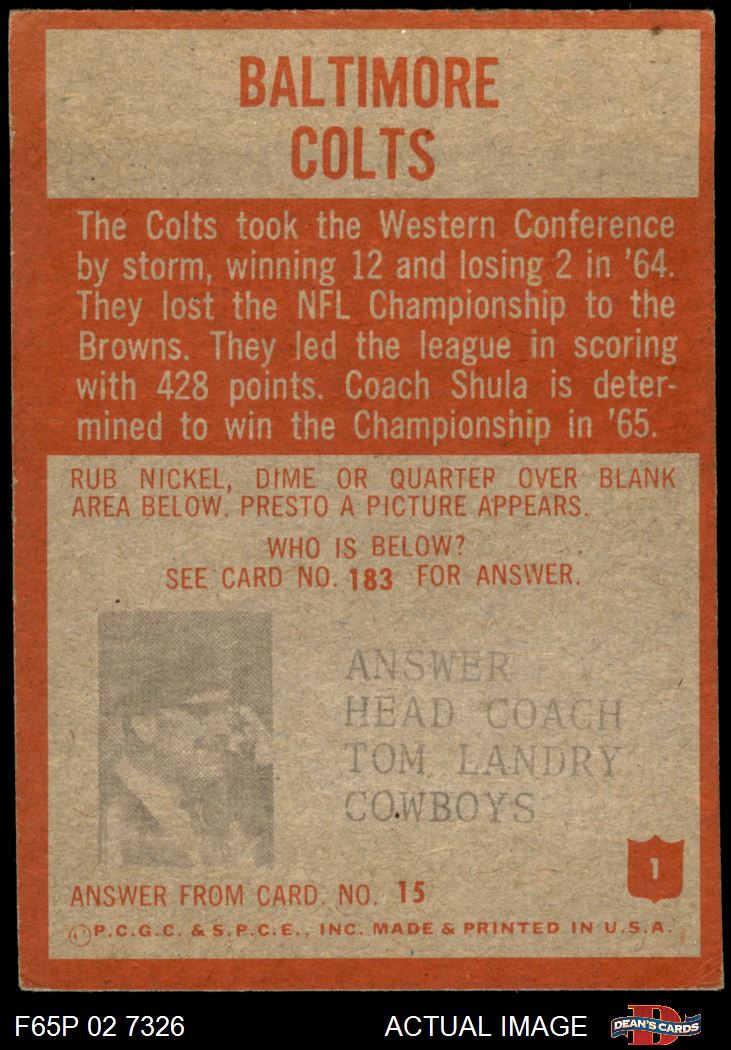 BALTIMORE
COLTS
The Colts took the Western Conference
by storm, winning 12 and losing 2 in '64.
They lost the NFL Championship to the
Browns. They led the league in scoring
with 428 points. Coach Shula is deter-
mined to win the Championship in '65.
RUB NICKEL, DIME OR QUARTER OVER BLANK
AREA BELOW. PRESTO A PICTURE APPEARS.
WHO IS BELOW?
SEE CARD NO. 183 FOR ANSWER.
ANSWER
HEAD COACH
TOM LANDRY
COWBOYS
1
ANSWER FROM CARD. NO. 15
©P.C.G.C. & S.P.C.E., INC. MADE & PRINTED IN U.S.A.
F65P 02 7326 ACTUAL IMAGE D DEAN'S CARDS